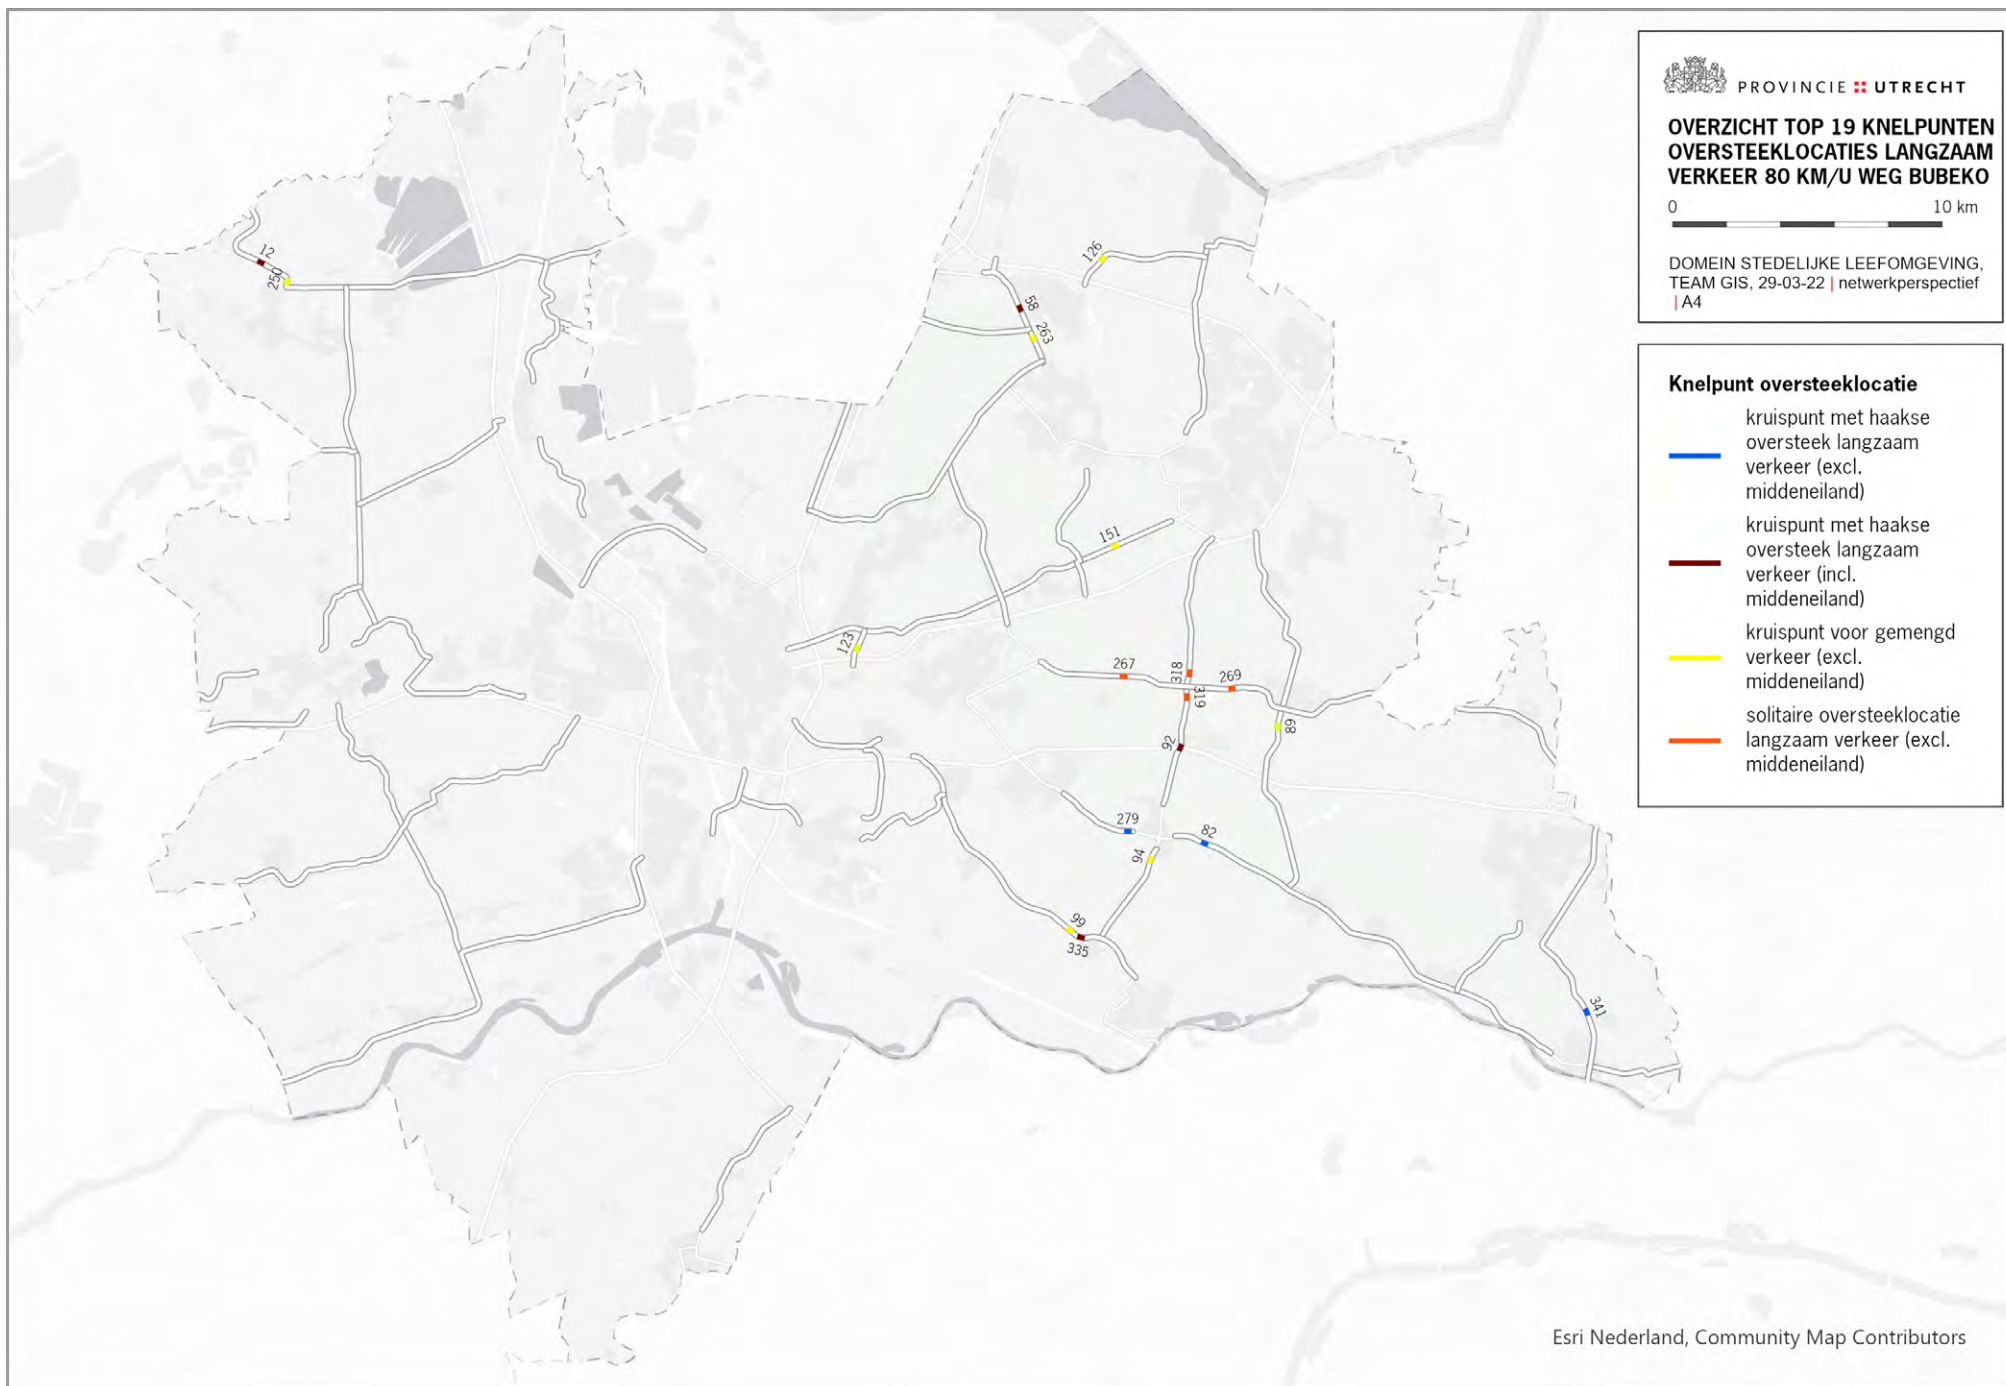 PROVINCIE UTRECHT
OVERZICHT TOP 19 KNELPUNTEN
OVERSTEEKLOCATIES LANGZAAM
VERKEER 80 KM/U WEG BUBEKO
0 10 km
DOMEIN STEDELIJKE LEEFOMGEVING,
TEAM GIS, 29-03-22 | netwerkperspectief
| A4
Knelpunt oversteeklocatie
kruispunt met haakse
oversteek langzaam
verkeer (excl.
middeneiland)
kruispunt met haakse
oversteek langzaam
verkeer (incl.
middeneiland)
kruispunt voor gemengd
verkeer (excl.
middeneiland)
solitaire oversteeklocatie
langzaam verkeer (excl.
middeneiland)
12
250
126
58
263
151
123
267
318
269
319
89
92
279
82
94
99
335
341
Esri Nederland, Community Map Contributors